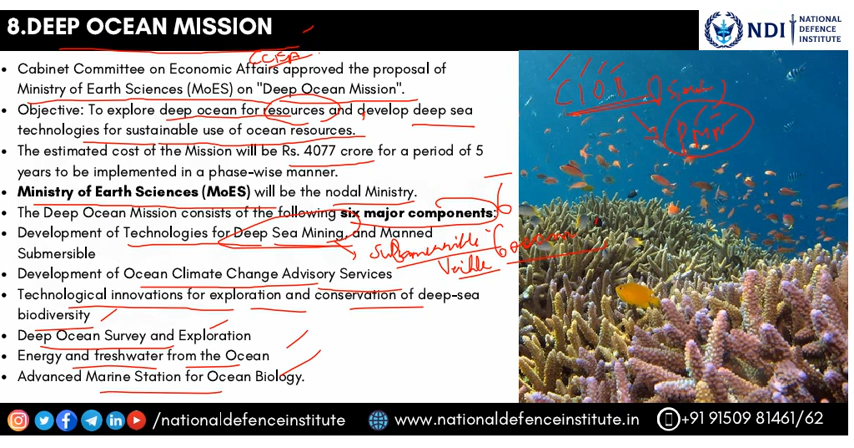 8.DEEP OCEAN MISSION
NDI
NATIONAL
DEFENCE
INSTITUTE
CCEA
• Cabinet Committee on Economic Affairs approved the proposal of
Ministry of Earth Sciences (MoES) on "Deep Ocean Mission".
• Objective: To explore deep ocean for resources and develop deep sea
technologies for sustainable use of ocean resources.
• The estimated cost of the Mission will be Rs. 4077 crore for a period of 5
years to be implemented in a phase-wise manner.
• Ministry of Earth Sciences (MoES) will be the nodal Ministry.
• The Deep Ocean Mission consists of the following six major components:
6
• Development of Technologies for Deep Sea Mining, and Manned
Submersible
submersible
• Development of Ocean Climate Change Advisory Services
• Technological innovations for exploration and conservation of deep-sea
biodiversity
• Deep Ocean Survey and Exploration
• Energy and freshwater from the Ocean
• Advanced Marine Station for Ocean Biology.
PMN
/nationaldefenceinstitute
www.nationaldefenceinstitute.in
+91 91509 81461/62